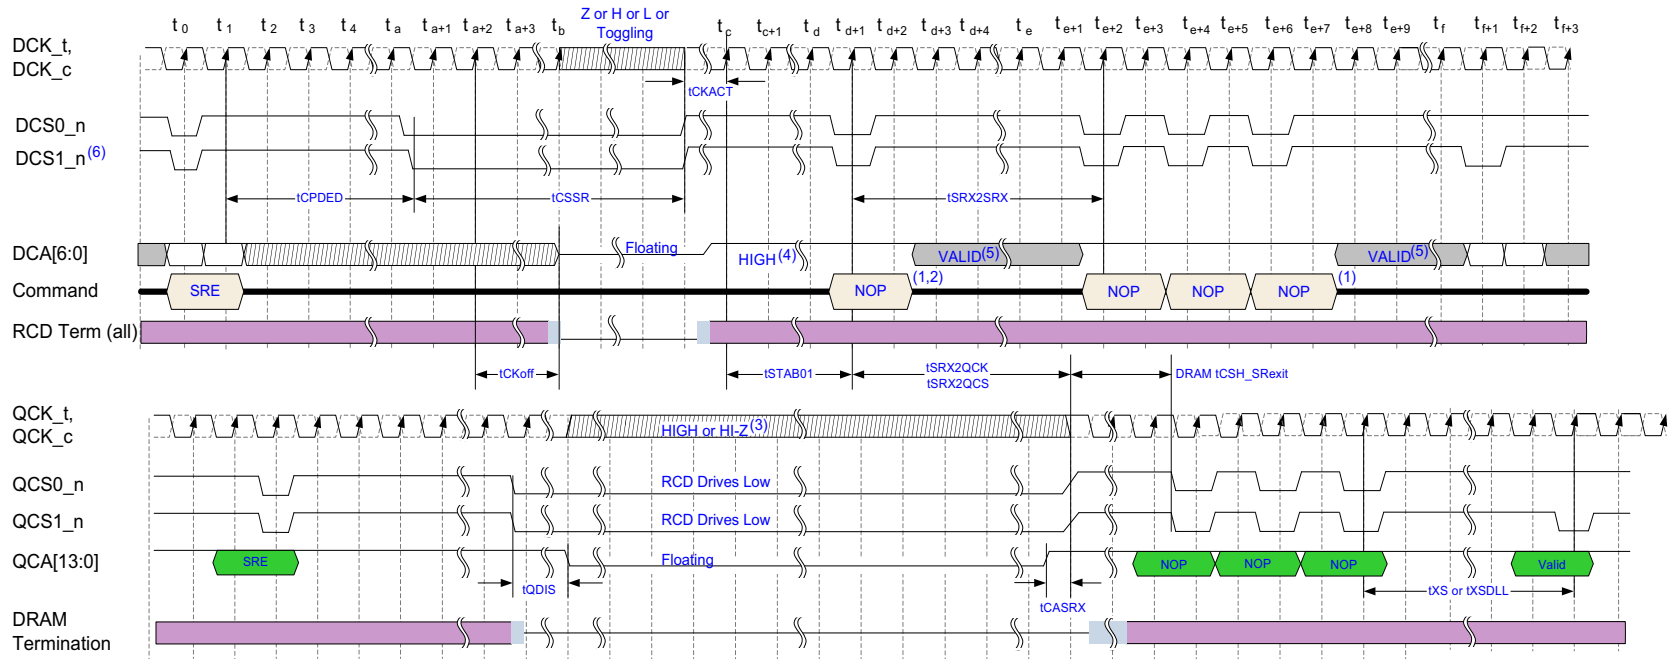 Z or H or L or
Toggling
t0 t1 t2 t3 t4 ta ta+1 ta+2 ta+3 tb tc tc+1 td td+1 td+2 td+3 td+4 te te+1 te+2 te+3 te+4 te+5 te+6 te+7 te+8 te+9 tf tf+1 tf+2 tf+3
DCK_t,
DCK_c
tCKACT
DCS0_n
DCS1_n(6)
tCPDED tCSSR tSRX2SRX
DCA[6:0] Floating HIGH(4) VALID(5) VALID(5)
Command SRE NOP (1,2) NOP NOP NOP (1)
RCD Term (all)
tCKoff tSTAB01 tSRX2QCK DRAM tCSH_SRexit
tSRX2QCS
QCK_t,
QCK_c HIGH or HI-Z(3)
QCS0_n RCD Drives Low
QCS1_n RCD Drives Low
QCA[13:0] SRE Floating NOP NOP NOP Valid
tQDIS tCASRX tXS or tXSDLL
DRAM
Termination